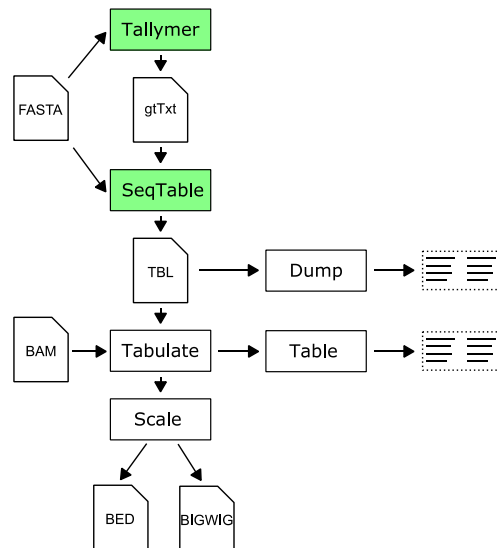 Tallymer
FASTA
gtTxt
SeqTable
TBL
Dump
BAM
Tabulate
Table
Scale
BED
BIGWIG